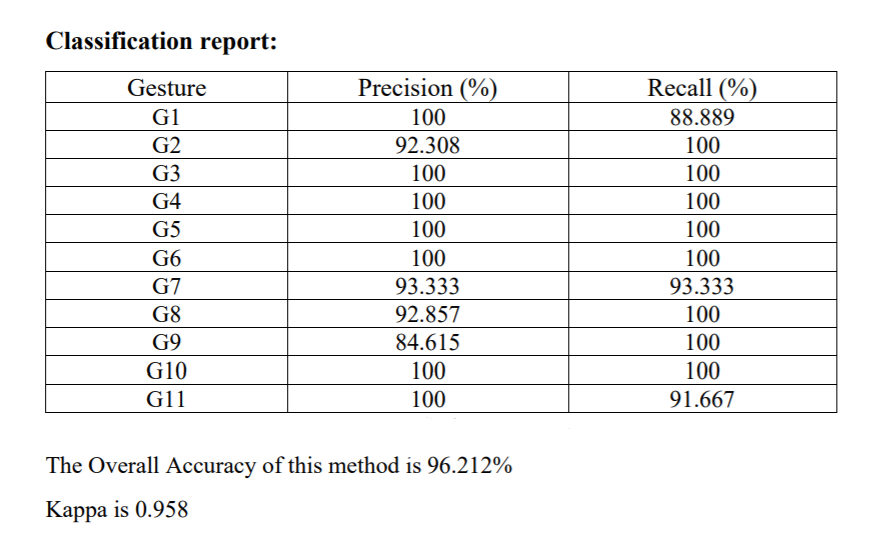 Classification report:
Gesture Precision (%) Recall (%)
G1 100 88.889
G2 92.308 100
G3 100 100
G4 100 100
G5 100 100
G6 100 100
G7 93.333 93.333
G8 92.857 100
G9 84.615 100
G10 100 100
G11 100 91.667
The Overall Accuracy of this method is 96.212%
Kappa is 0.958